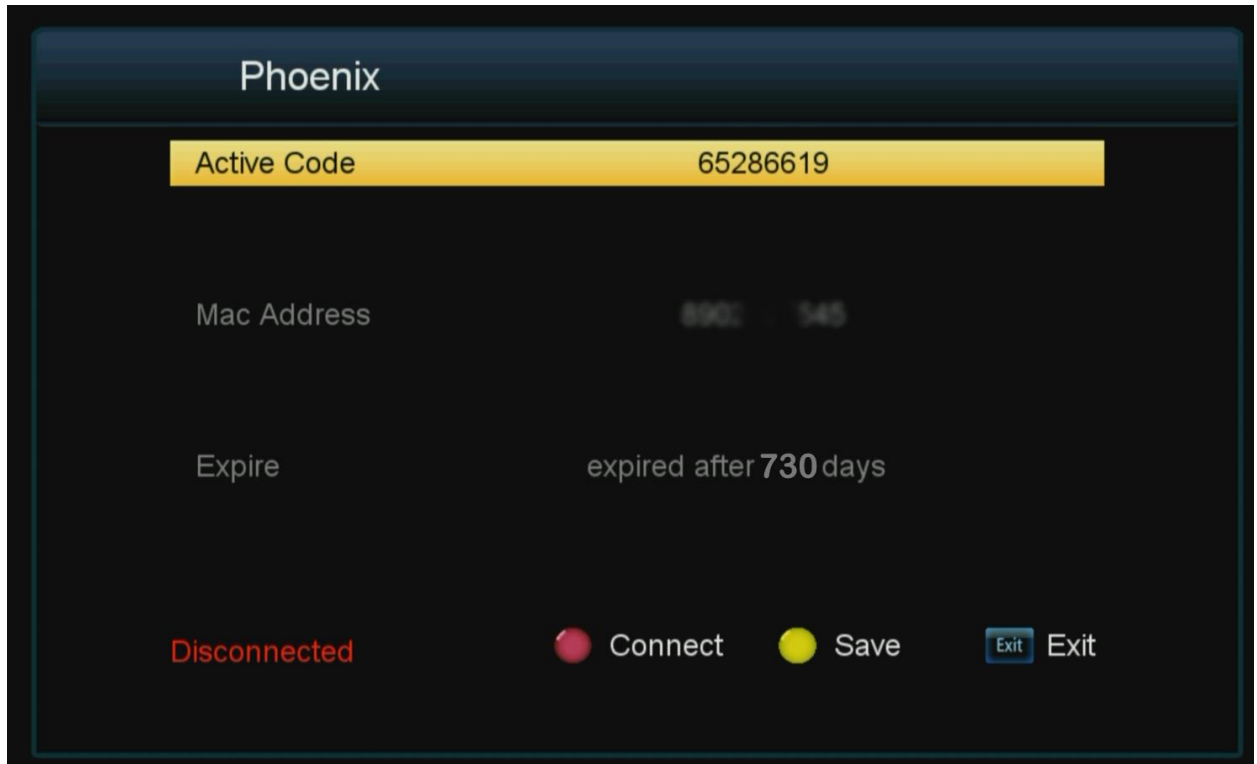 Phoenix
Active Code 65286619
Mac Address
Expire expired after 730 days
Disconnected Connect Save Exit Exit